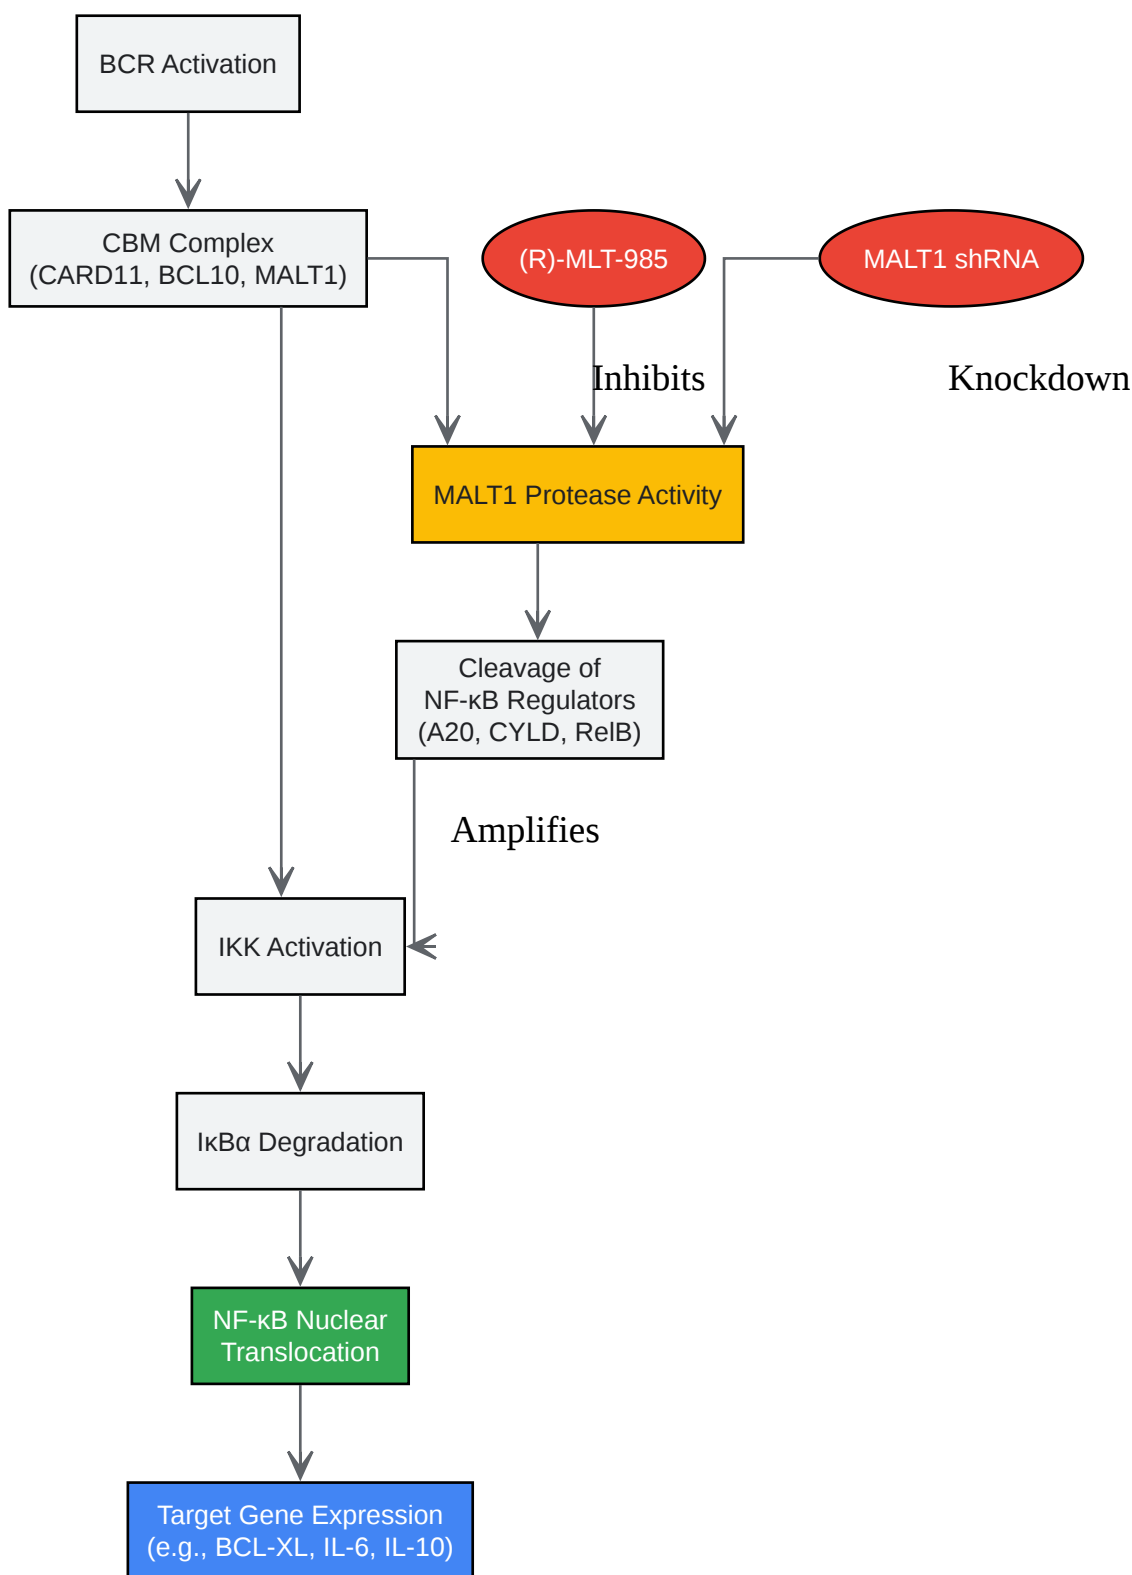 BCR Activation
CBM Complex
(CARD11, BCL10, MALT1)
(R)-MLT-985
MALT1 shRNA
Inhibits
Knockdown
MALT1 Protease Activity
Cleavage of
NF-κB Regulators
(A20, CYLD, RelB)
Amplifies
IKK Activation
IκBα Degradation
NF-κB Nuclear
Translocation
Target Gene Expression
(e.g., BCL-XL, IL-6, IL-10)